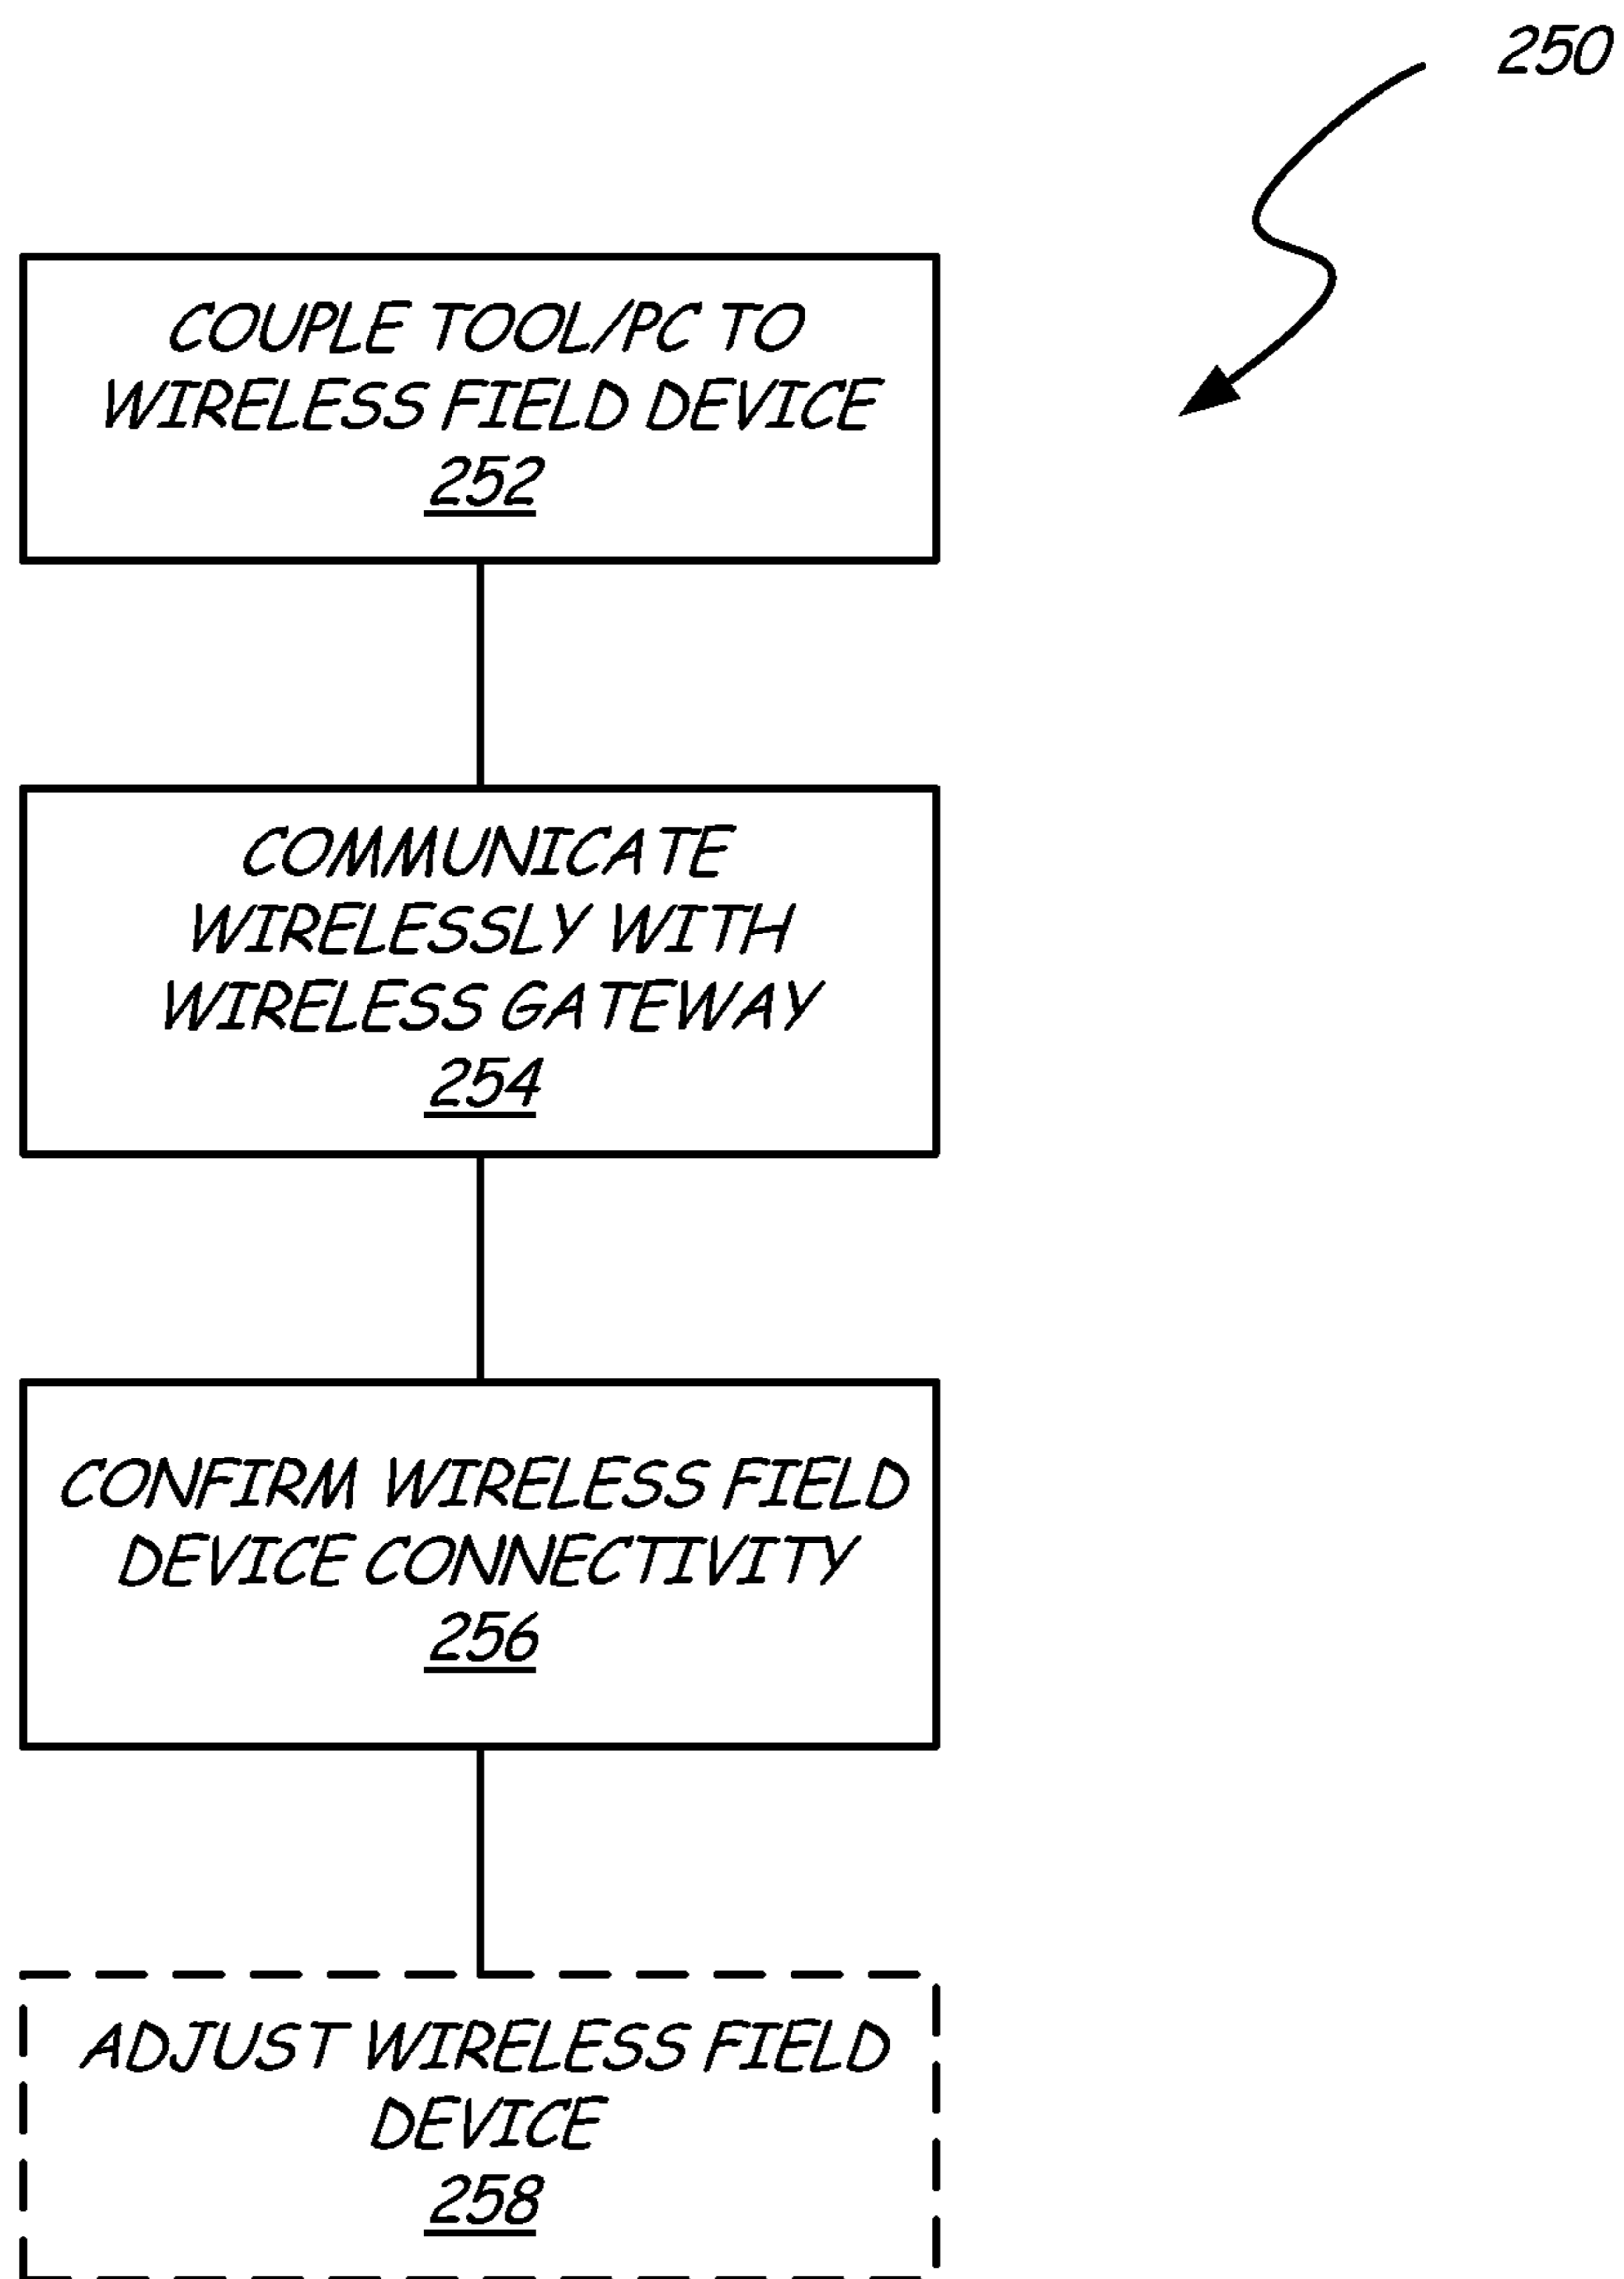 250
COUPLE TOOL/PC TO
WIRELESS FIELD DEVICE
252
COMMUNICATE
WIRELESSLY WITH
WIRELESS GATEWAY
254
CONFIRM WIRELESS FIELD
DEVICE CONNECTIVITY
256
ADJUST WIRELESS FIELD
DEVICE
258